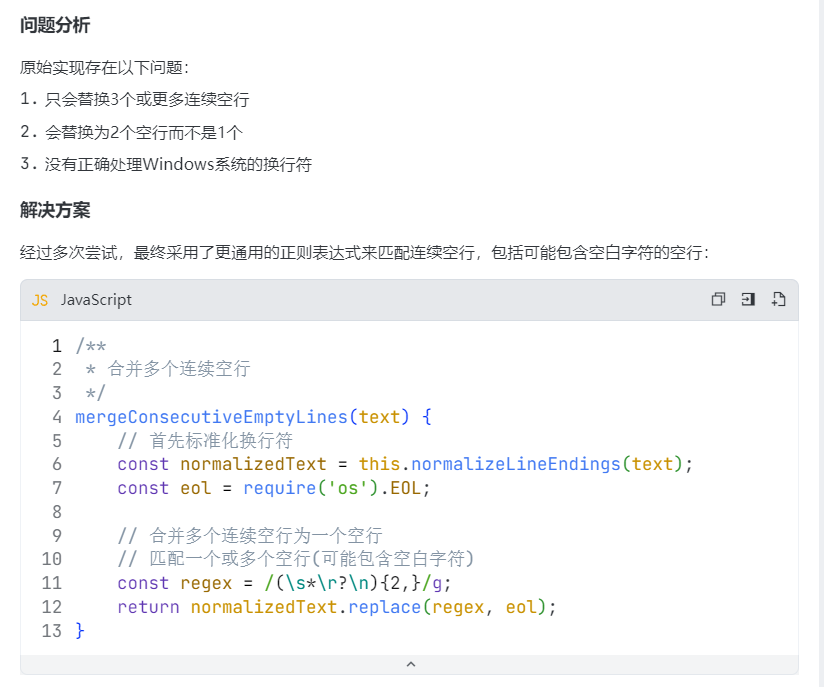 问题分析
原始实现存在以下问题：
1. 只会替换3个或更多连续空行
2. 会替换为2个空行而不是1个
3. 没有正确处理Windows系统的换行符
解决方案
经过多次尝试，最终采用了更通用的正则表达式来匹配连续空行，包括可能包含空白字符的空行：
JS JavaScript
1 /**
2  * 合并多个连续空行
3  */
4 mergeConsecutiveEmptyLines(text) {
5     // 首先标准化换行符
6     const normalizedText = this.normalizeLineEndings(text);
7     const eol = require('os').EOL;
8
9     // 合并多个连续空行为一个空行
10     // 匹配一个或多个空行(可能包含空白字符)
11     const regex = /(\s*\r?\n){2,}/g;
12     return normalizedText.replace(regex, eol);
13 }